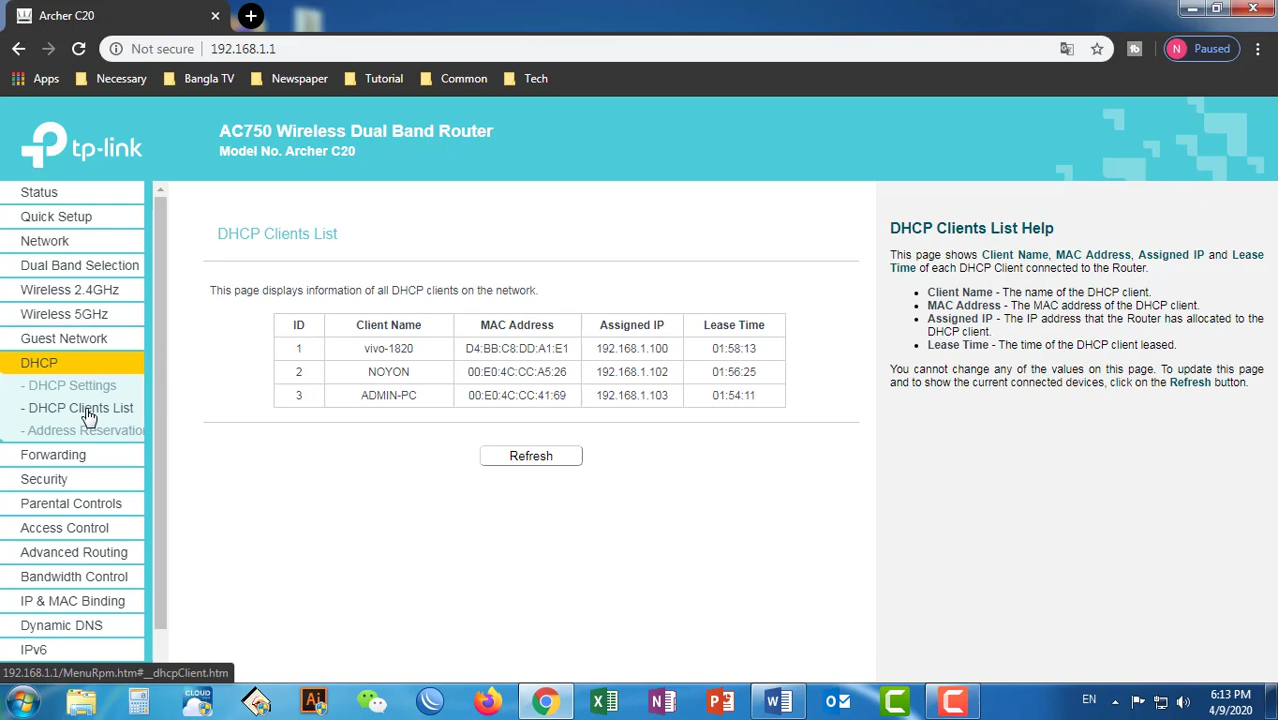 Archer C20
Not secure 192.168.1.1
N Paused
Apps Necessary Bangla TV Newspaper Tutorial Common Tech
tp-link
AC750 Wireless Dual Band Router
Model No. Archer C20
Status
Quick Setup
Network
Dual Band Selection
Wireless 2.4GHz
Wireless 5GHz
Guest Network
DHCP
- DHCP Settings
- DHCP Clients List
- Address Reservation
Forwarding
Security
Parental Controls
Access Control
Advanced Routing
Bandwidth Control
IP & MAC Binding
Dynamic DNS
IPv6
192.168.1.1/MenuRpm.htm#__dhcpClient.htm
DHCP Clients List
This page displays information of all DHCP clients on the network.
ID Client Name MAC Address Assigned IP Lease Time
1 vivo-1820 D4:BB:C8:DD:A1:E1 192.168.1.100 01:58:13
2 NOYON 00:E0:4C:CC:A5:26 192.168.1.102 01:56:25
3 ADMIN-PC 00:E0:4C:CC:41:69 192.168.1.103 01:54:11
Refresh
DHCP Clients List Help
This page shows Client Name, MAC Address, Assigned IP and Lease
Time of each DHCP Client connected to the Router.
Client Name - The name of the DHCP client.
MAC Address - The MAC address of the DHCP client.
Assigned IP - The IP address that the Router has allocated to the
DHCP client.
Lease Time - The time of the DHCP client leased.
You cannot change any of the values on this page. To update this page
and to show the current connected devices, click on the Refresh button.
CLOUD
Ai
X
N
P
W
O
C
C
EN
6:13 PM
4/9/2020